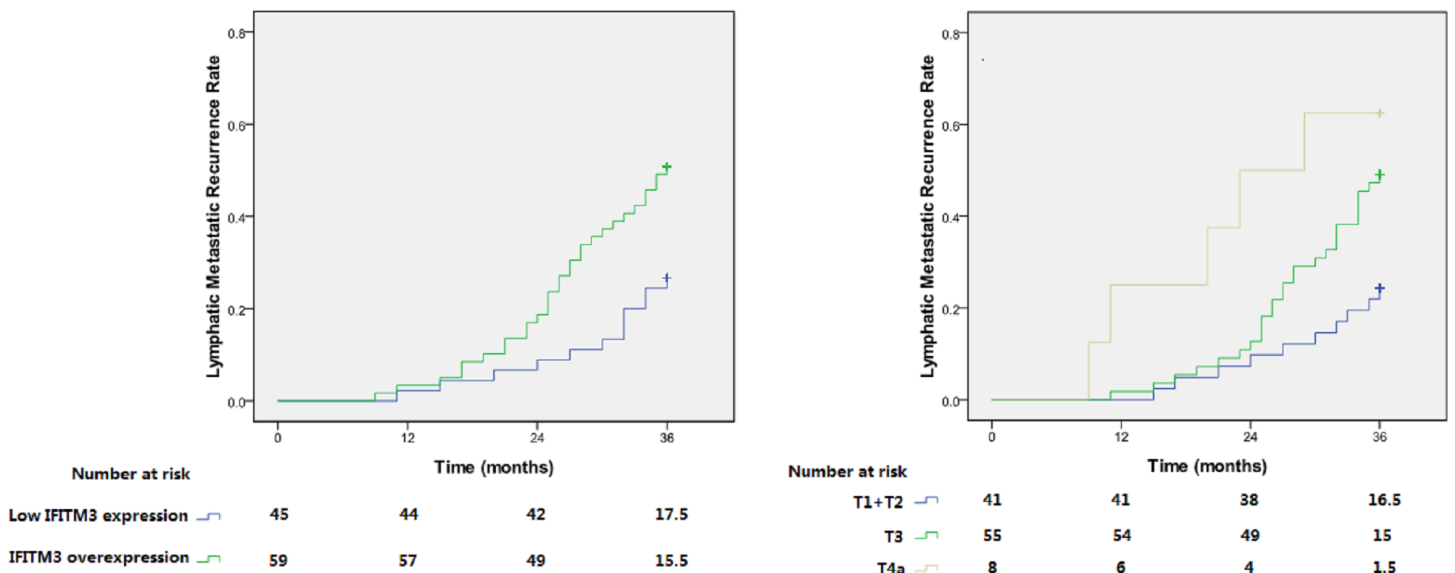 Lymphatic Metastatic Recurrence Rate
0.8
0.6
0.4
0.2
0.0
0 12 24 36
Time (months)
Number at risk
Low IFITM3 expression 45 44 42 17.5
IFITM3 overexpression 59 57 49 15.5
Lymphatic Metastatic Recurrence Rate
0.8
0.6
0.4
0.2
0.0
0 12 24 36
Time (months)
Number at risk
T1+T2 41 41 38 16.5
T3 55 54 49 15
T4a 8 6 4 1.5